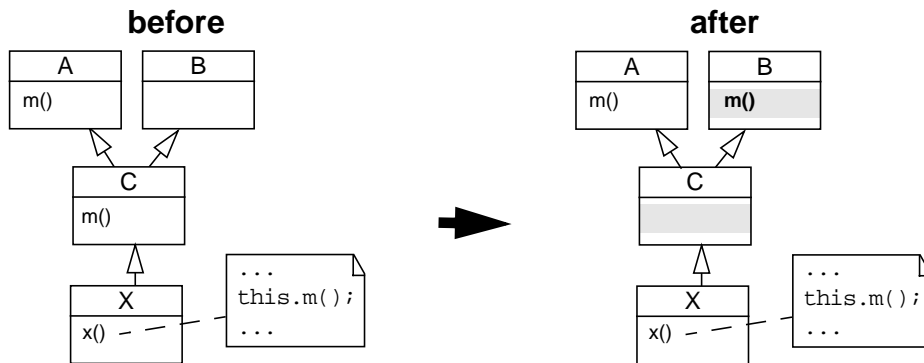 before
after
A
B
m()
C
m()
X
x()
...
this.m();
...
A
B
m()
m()
C
X
x()
...
this.m();
...